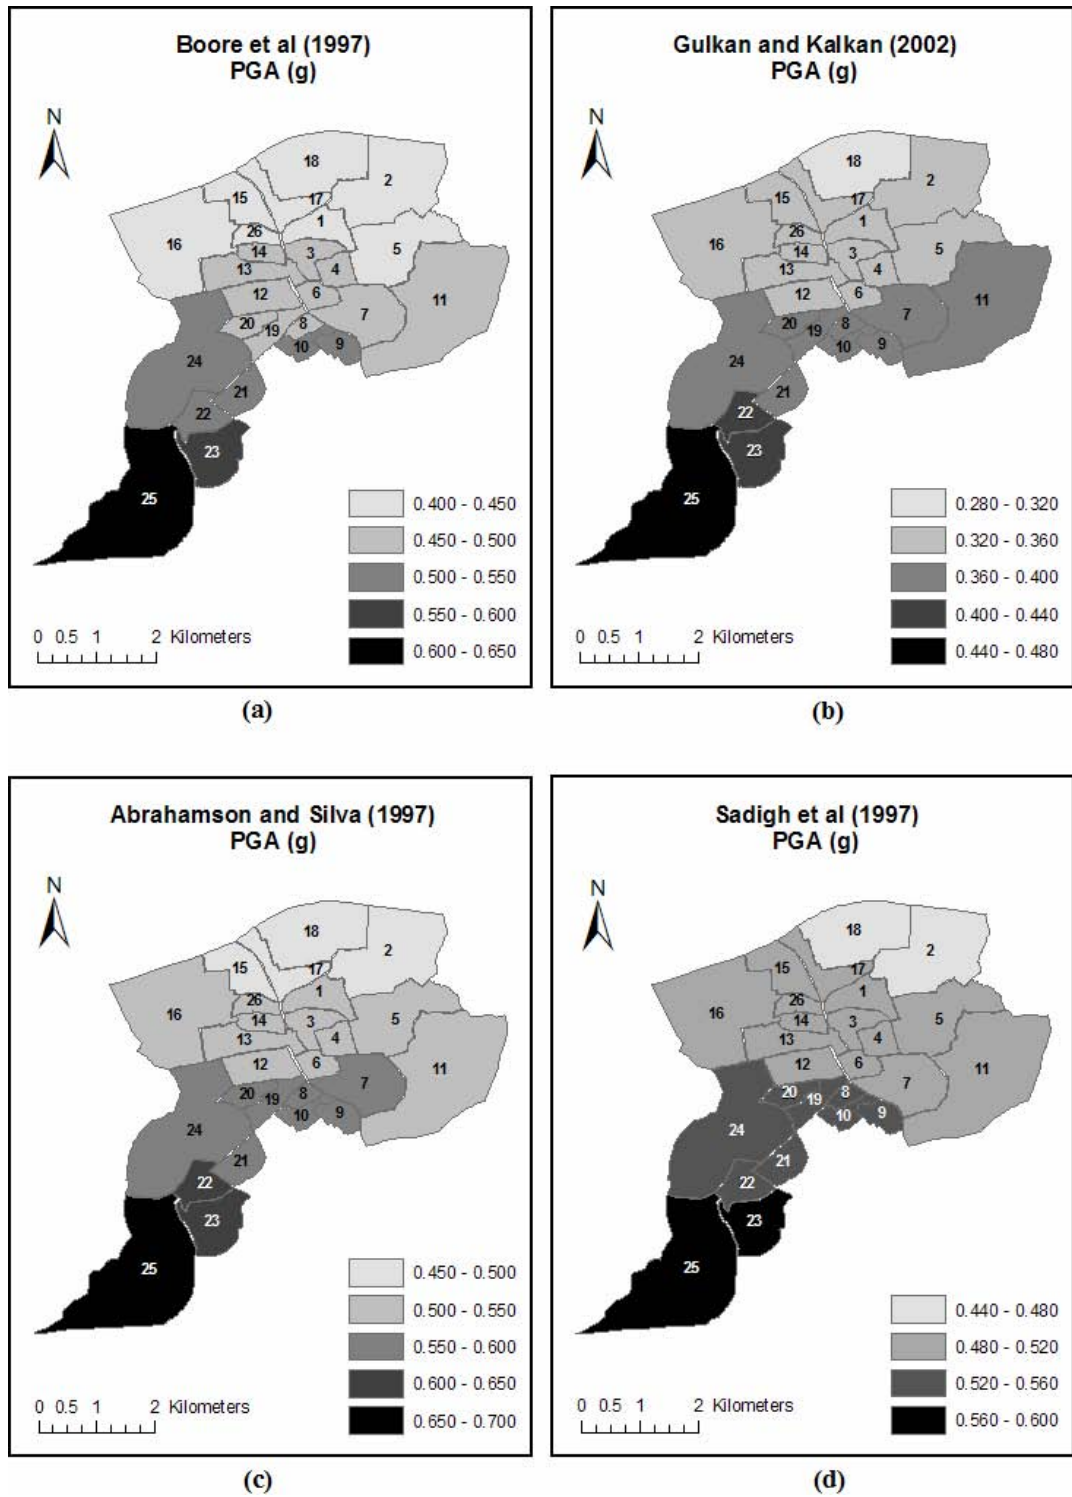 Boore et al (1997)
PGA (g)
N
18
2
15
17
1
26
16
14
3
5
13
4
12
6
11
7
20
19
8
10
9
24
21
22
23
25
0.400 - 0.450
0.450 - 0.500
0.500 - 0.550
0.550 - 0.600
0.600 - 0.650
0 0.5 1 2 Kilometers
(a)
Gulkan and Kalkan (2002)
PGA (g)
N
18
2
15
17
1
26
16
14
3
5
13
4
12
6
11
7
20
19
8
10
9
24
21
22
23
25
0.280 - 0.320
0.320 - 0.360
0.360 - 0.400
0.400 - 0.440
0.440 - 0.480
0 0.5 1 2 Kilometers
(b)
Abrahamson and Silva (1997)
PGA (g)
N
18
2
15
17
1
26
16
14
3
5
13
4
12
6
11
7
20
19
8
10
9
24
21
22
23
25
0.450 - 0.500
0.500 - 0.550
0.550 - 0.600
0.600 - 0.650
0.650 - 0.700
0 0.5 1 2 Kilometers
(c)
Sadigh et al (1997)
PGA (g)
N
18
2
15
17
1
26
16
14
3
5
13
4
12
6
11
7
20
19
8
10
9
24
21
22
23
25
0.440 - 0.480
0.480 - 0.520
0.520 - 0.560
0.560 - 0.600
0 0.5 1 2 Kilometers
(d)